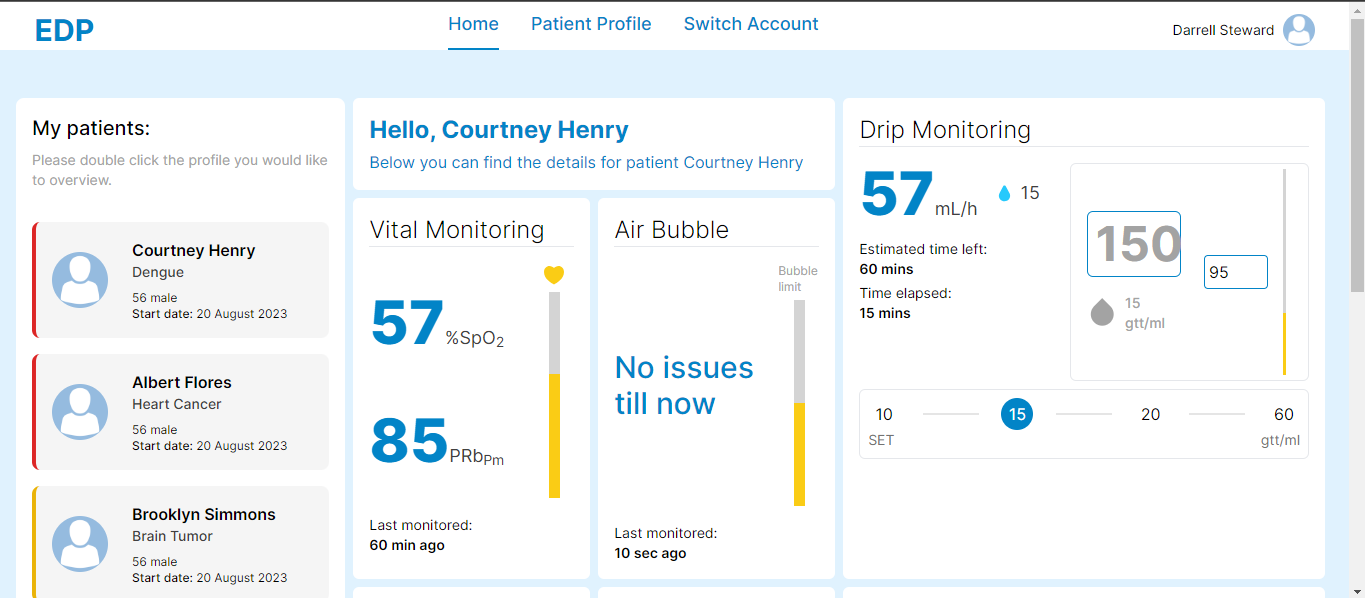 EDP
Home
Patient Profile
Switch Account
Darrell Steward
My patients:
Please double click the profile you would like
to overview.
Courtney Henry
Dengue
56 male
Start date: 20 August 2023
Albert Flores
Heart Cancer
56 male
Start date: 20 August 2023
Brooklyn Simmons
Brain Tumor
56 male
Start date: 20 August 2023
Hello, Courtney Henry
Below you can find the details for patient Courtney Henry
Vital Monitoring
57 %SpO2
85 PRbPm
Last monitored:
60 min ago
Air Bubble
Bubble
limit
No issues
till now
Last monitored:
10 sec ago
Drip Monitoring
57 mL/h
15
Estimated time left:
60 mins
Time elapsed:
15 mins
150
95
15
gtt/ml
10 15 20 60
SET gtt/ml